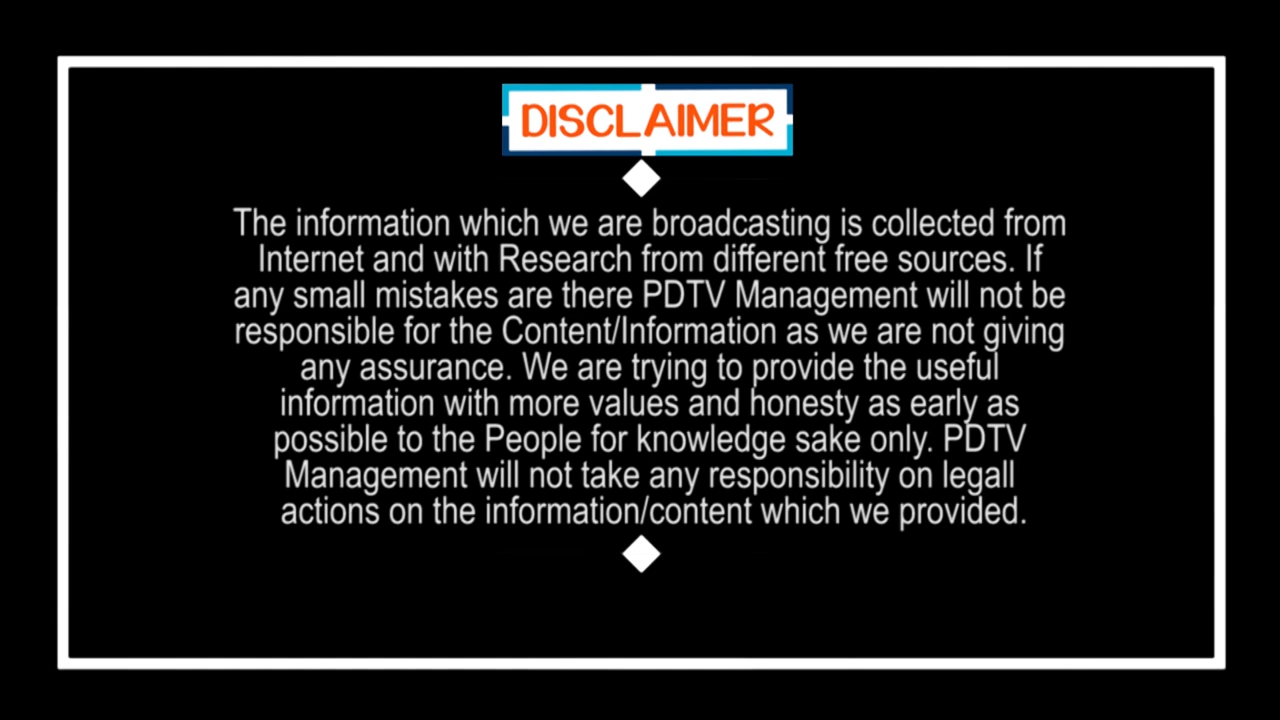 DISCLAIMER
The information which we are broadcasting is collected from
Internet and with Research from different free sources. If
any small mistakes are there PDTV Management will not be
responsible for the Content/Information as we are not giving
any assurance. We are trying to provide the useful
information with more values and honesty as early as
possible to the People for knowledge sake only. PDTV
Management will not take any responsibility on legall
actions on the information/content which we provided.